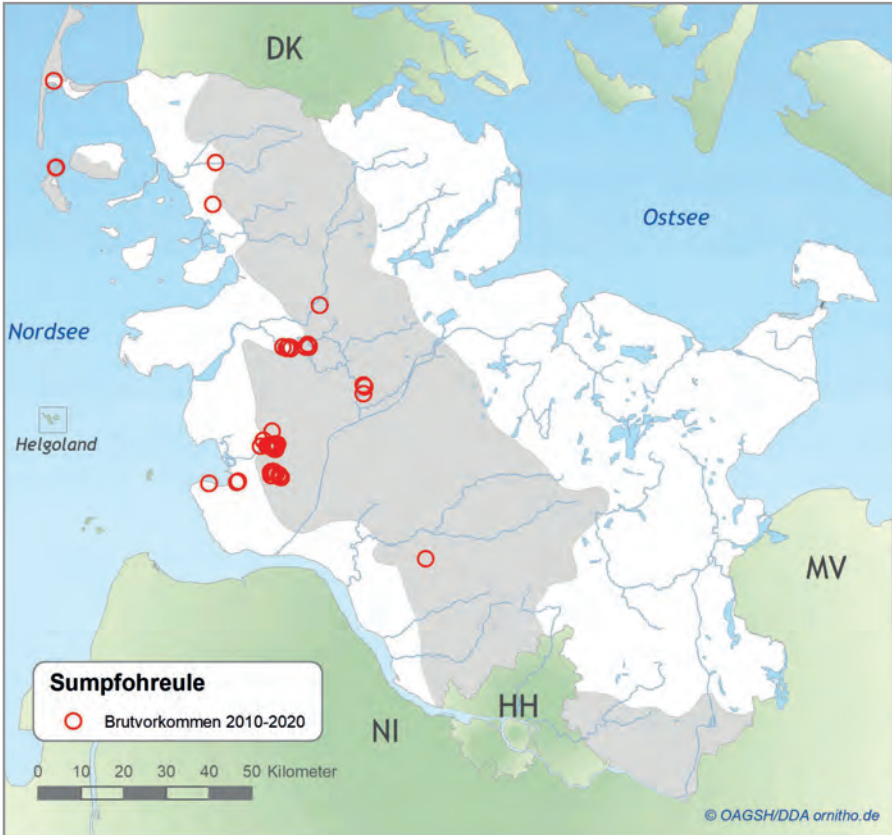 DK
Ostsee
Nordsee
Helgoland
MV
Sumpfohreule
Brutvorkommen 2010-2020
HH
NI
0 10 20 30 40 50 Kilometer
© OAGSH/DDA ornitho.de